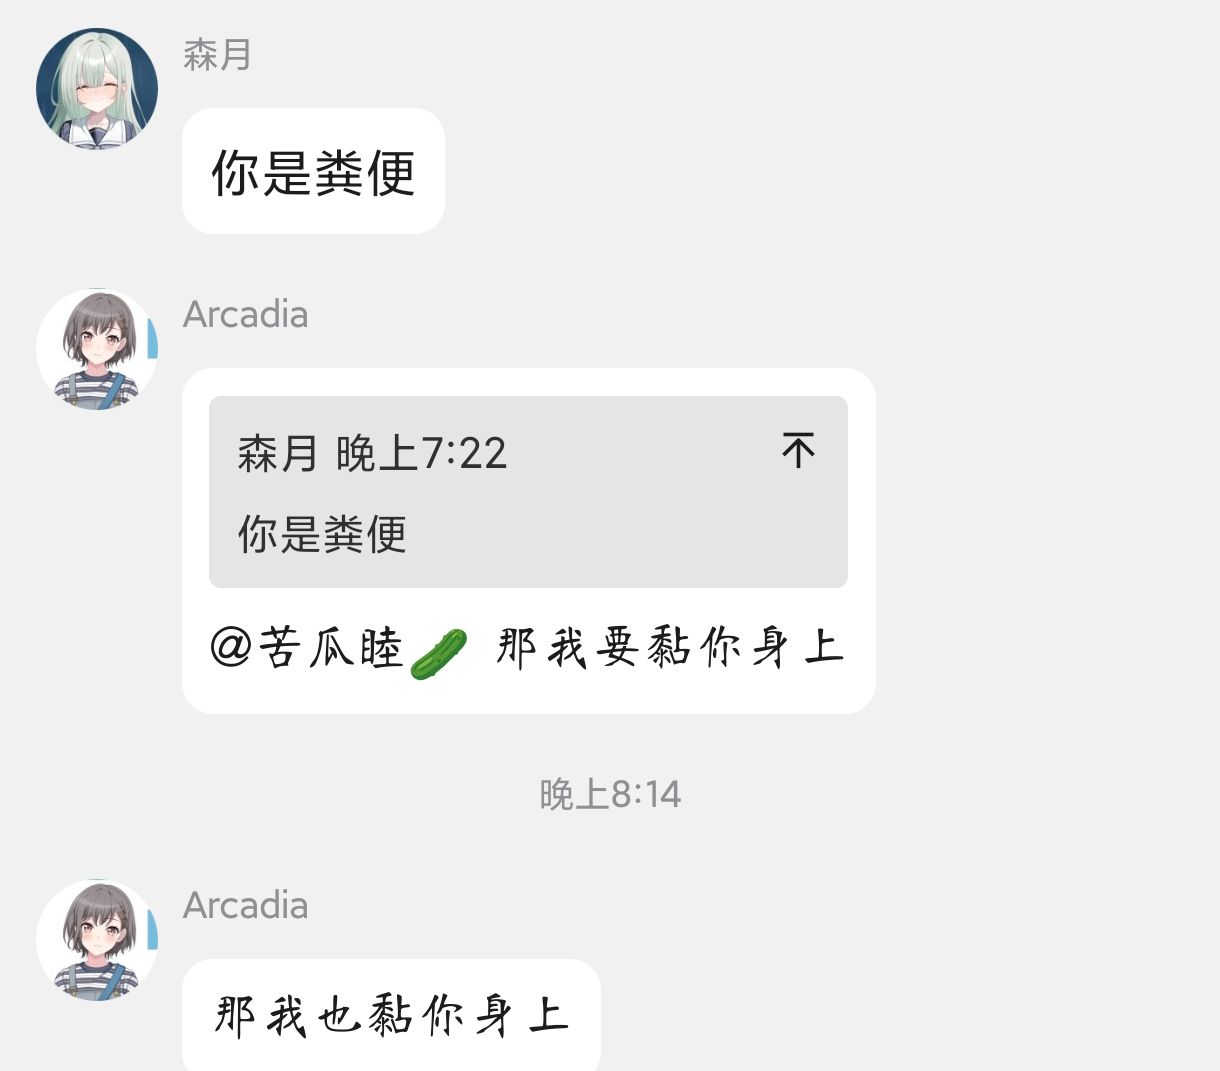 森月
你是粪便
Arcadia
森月 晚上7:22
你是粪便
@苦瓜睦🥒 那我要黏你身上
晚上8:14
Arcadia
那我也黏你身上